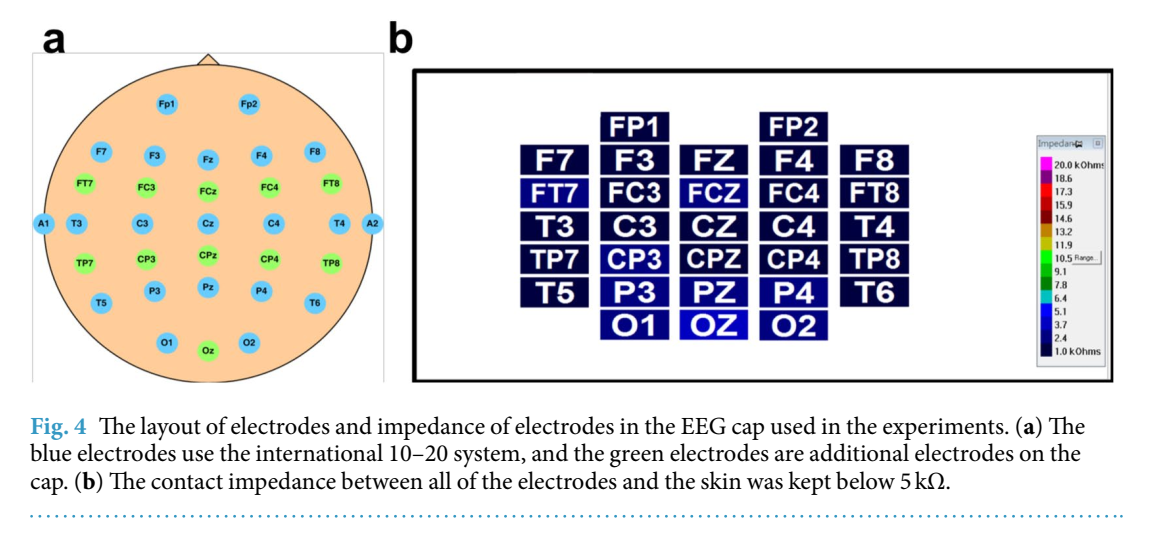 a
b
Fp1 Fp2
F7 F3 Fz F4 F8
FT7 FC3 FCz FC4 FT8
A1 T3 C3 Cz C4 T4 A2
TP7 CP3 CPz CP4 TP8
T5 P3 Pz P4 T6
O1 Oz O2
FP1 FP2
F7 F3 FZ F4 F8
FT7 FC3 FCZ FC4 FT8
T3 C3 CZ C4 T4
TP7 CP3 CPZ CP4 TP8
T5 P3 PZ P4 T6
O1 OZ O2
20.0 kOhms
18.6
17.3
15.9
14.6
13.2
11.9
10.5 Range...
9.1
7.8
6.4
5.1
3.7
2.4
1.0 kOhms
Fig. 4 The layout of electrodes and impedance of electrodes in the EEG cap used in the experiments. (a) The
blue electrodes use the international 10–20 system, and the green electrodes are additional electrodes on the
cap. (b) The contact impedance between all of the electrodes and the skin was kept below 5 kΩ.